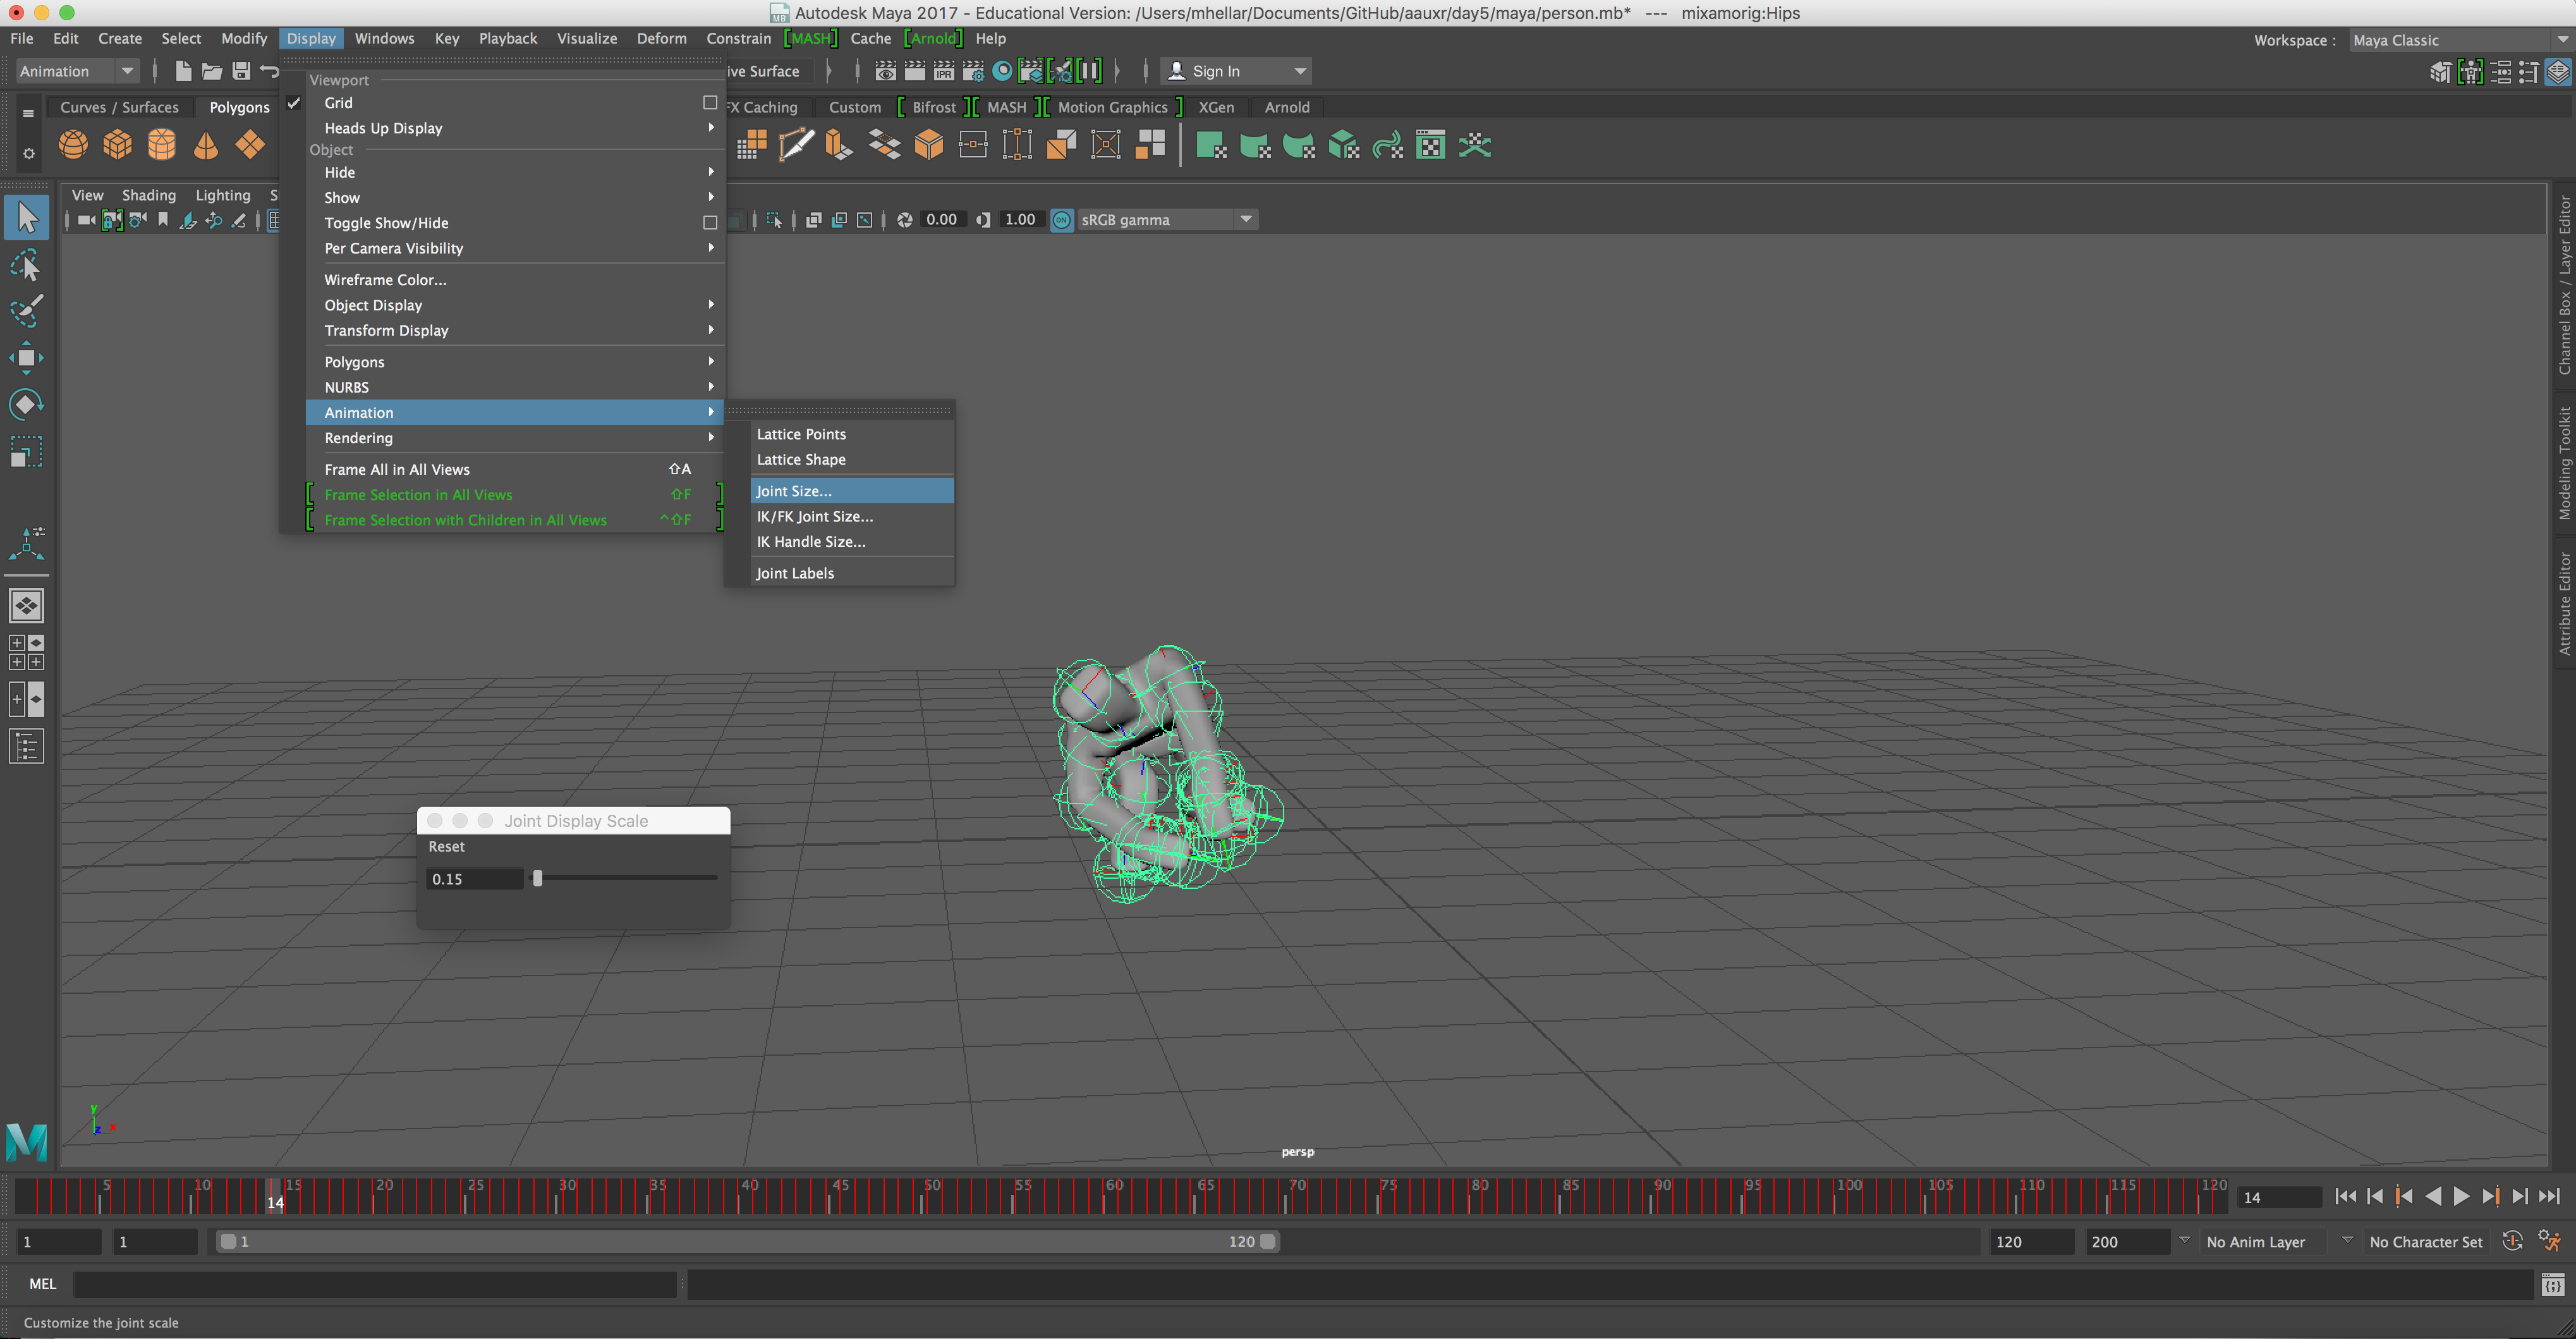 Autodesk Maya 2017 - Educational Version: /Users/mhellar/Documents/GitHub/aauxr/day5/maya/person.mb* --- mixamorig:Hips
File Edit Create Select Modify Display Windows Key Playback Visualize Deform Constrain [MASH] Cache [Arnold] Help
Workspace : Maya Classic
Animation
ive Surface
IPR
Sign In
Curves / Surfaces Polygons
FX Caching Custom Bifrost MASH Motion Graphics XGen Arnold
View Shading Lighting S
0.00 1.00 ON sRGB gamma
Viewport
Grid
Heads Up Display
Object
Hide
Show
Toggle Show/Hide
Per Camera Visibility
Wireframe Color...
Object Display
Transform Display
Polygons
NURBS
Animation
Rendering
Frame All in All Views ⇧A
Frame Selection in All Views ⇧F
Frame Selection with Children in All Views ^⇧F
Lattice Points
Lattice Shape
Joint Size...
IK/FK Joint Size...
IK Handle Size...
Joint Labels
Channel Box / Layer Editor
Modeling Toolkit
Attribute Editor
Joint Display Scale
Reset
0.15
y
z x
persp
5 10 15 20 25 30 35 40 45 50 55 60 65 70 75 80 85 90 95 100 105 110 115 120
14
14
1 1 1 120 120 200 No Anim Layer No Character Set
MEL
Customize the joint scale